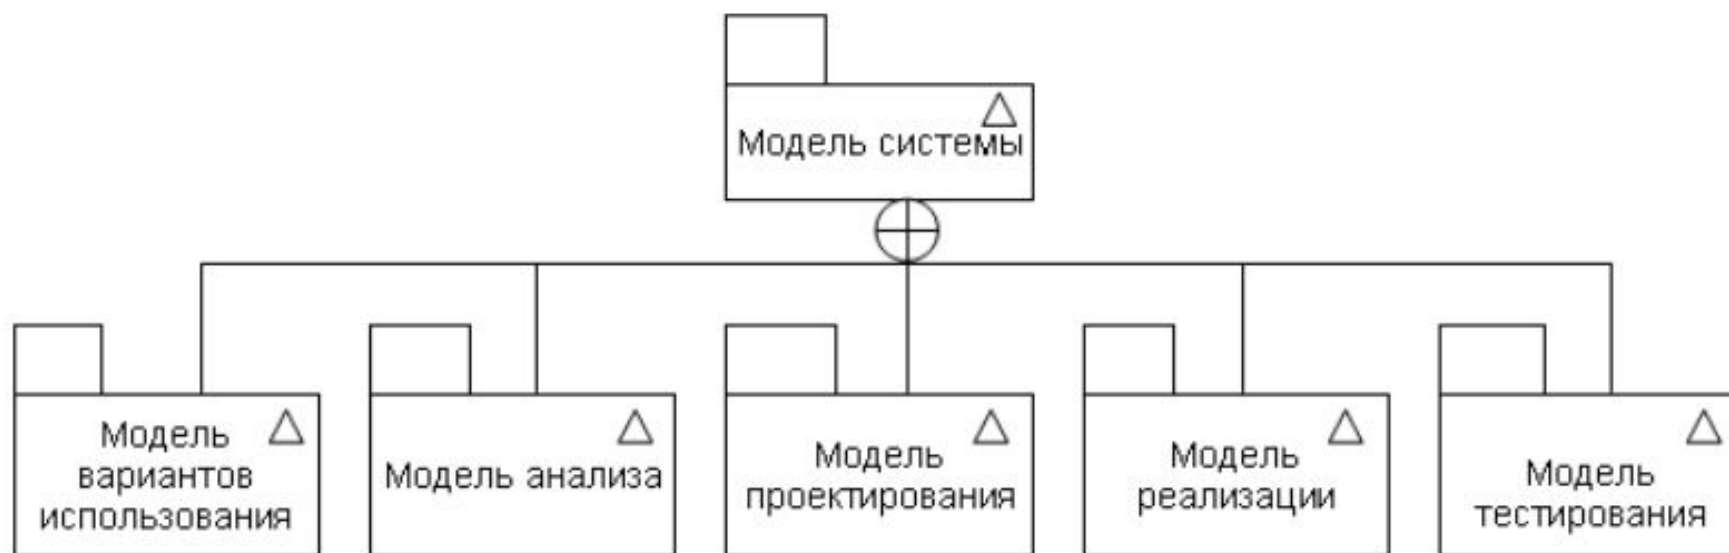 Модель системы
Модель
вариантов
использования
Модель анализа
Модель
проектирования
Модель
реализации
Модель
тестирования